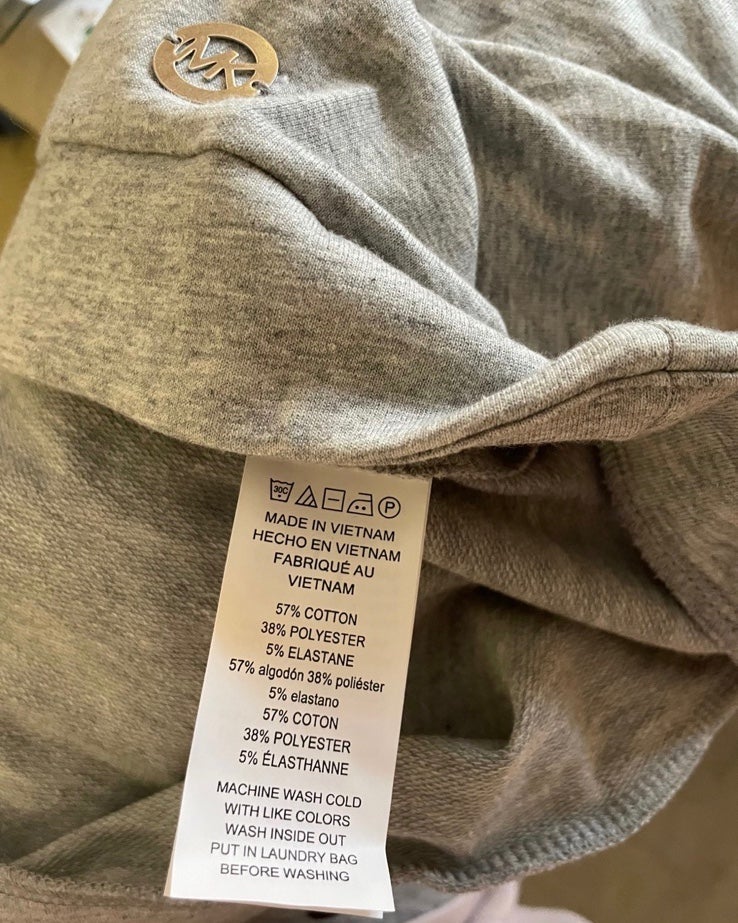 MK
30C
P
MADE IN VIETNAM
HECHO EN VIETNAM
FABRIQUÉ AU
VIETNAM
57% COTTON
38% POLYESTER
5% ELASTANE
57% algodón 38% poliéster
5% elastano
57% COTON
38% POLYESTER
5% ÉLASTHANNE
MACHINE WASH COLD
WITH LIKE COLORS
WASH INSIDE OUT
PUT IN LAUNDRY BAG
BEFORE WASHING